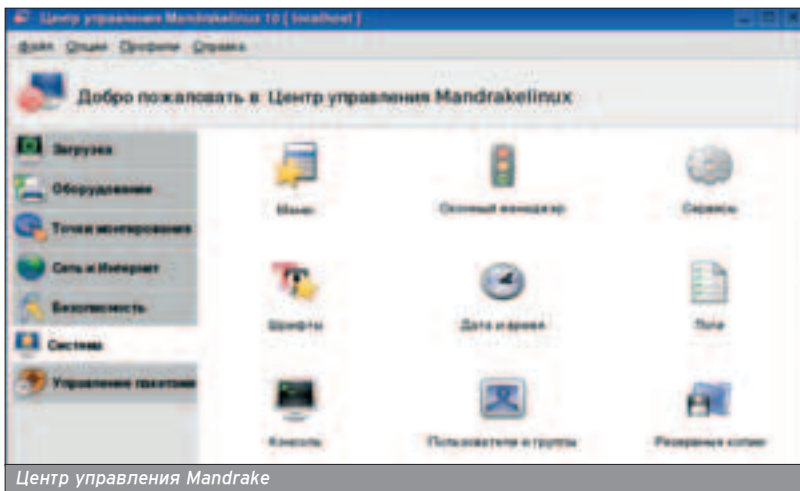 Центр управления Mandrakelinux 10 [ localhost ]
Файл Опции Профили Справка
Добро пожаловать в Центр управления Mandrakelinux
Загрузка
Оборудование
Точки монтирования
Сеть и Интернет
Безопасность
Система
Управление пакетами
Меню
Оконный менеджер
Сервисы
Шрифты
Дата и время
Логи
Консоль
Пользователи и группы
Резервные копии
Центр управления Mandrake